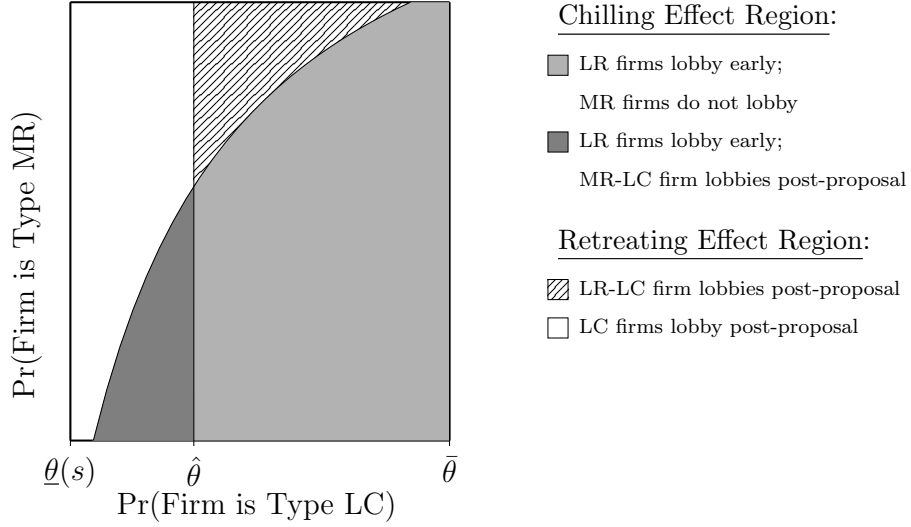 Pr(Firm is Type MR)
θ(s)
θ̂
θ̄
Pr(Firm is Type LC)
Chilling Effect Region:
LR firms lobby early;
MR firms do not lobby
LR firms lobby early;
MR-LC firm lobbies post-proposal
Retreating Effect Region:
LR-LC firm lobbies post-proposal
LC firms lobby post-proposal